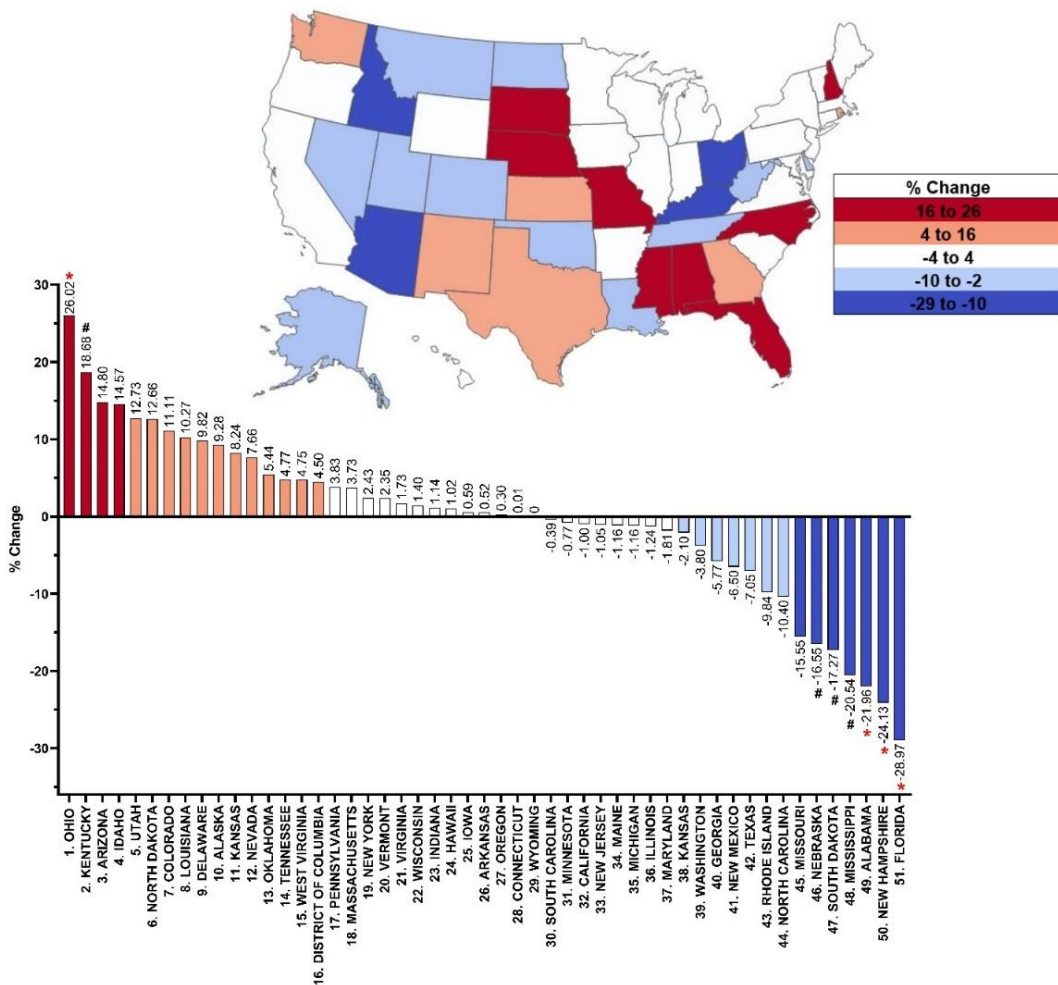 % Change
16 to 26
4 to 16
-4 to 4
-10 to -2
-29 to -10
30
20
10
0
-10
-20
-30
% Change
26.02 *
18.68 #
14.80
14.57
12.73
12.66
11.11
10.27
9.82
9.28
8.24
7.66
5.44
4.77
4.75
4.50
3.83
3.73
2.43
2.35
1.73
1.40
1.14
1.02
0.59
0.52
0.30
0.01
0
-0.39
-0.77
-1.00
-1.05
-1.16
-1.16
-1.24
-1.81
-2.10
-3.80
-5.77
-6.50
-7.05
-9.84
-10.40
-15.55
# -16.55
# -17.27
# -20.54
* -21.96
* -24.13
* -28.97
1. OHIO
2. KENTUCKY
3. ARIZONA
4. IDAHO
5. UTAH
6. NORTH DAKOTA
7. COLORADO
8. LOUISIANA
9. DELAWARE
10. ALASKA
11. KANSAS
12. NEVADA
13. OKLAHOMA
14. TENNESSEE
15. WEST VIRGINIA
16. DISTRICT OF COLUMBIA
17. PENNSYLVANIA
18. MASSACHUSETTS
19. NEW YORK
20. VERMONT
21. VIRGINIA
22. WISCONSIN
23. INDIANA
24. HAWAII
25. IOWA
26. ARKANSAS
27. OREGON
28. CONNECTICUT
29. WYOMING
30. SOUTH CAROLINA
31. MINNESOTA
32. CALIFORNIA
33. NEW JERSEY
34. MAINE
35. MICHIGAN
36. ILLINOIS
37. MARYLAND
38. KANSAS
39. WASHINGTON
40. GEORGIA
41. NEW MEXICO
42. TEXAS
43. RHODE ISLAND
44. NORTH CAROLINA
45. MISSOURI
46. NEBRASKA
47. SOUTH DAKOTA
48. MISSISSIPPI
49. ALABAMA
50. NEW HAMPSHIRE
51. FLORIDA